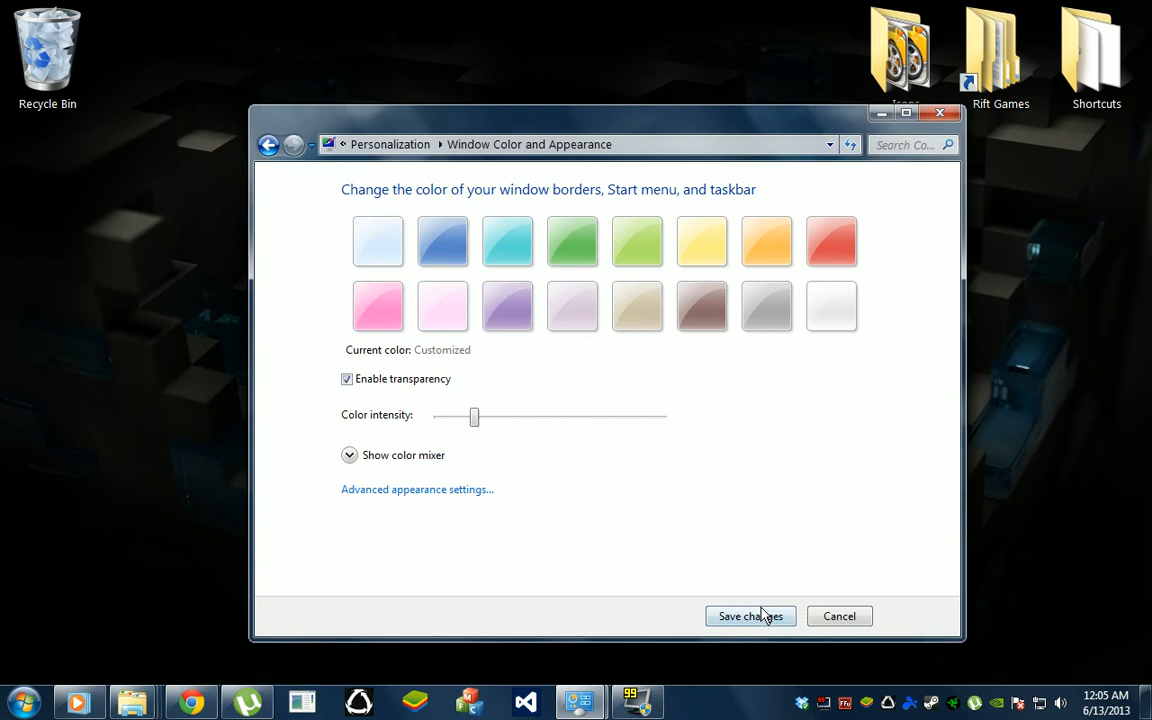 Recycle Bin
Rift Games
Shortcuts
« Personalization ▸ Window Color and Appearance
Search Co...
Change the color of your window borders, Start menu, and taskbar
Current color: Customized
Enable transparency
Color intensity:
Show color mixer
Advanced appearance settings...
Save changes
Cancel
99
FFu
12:05 AM
6/13/2013